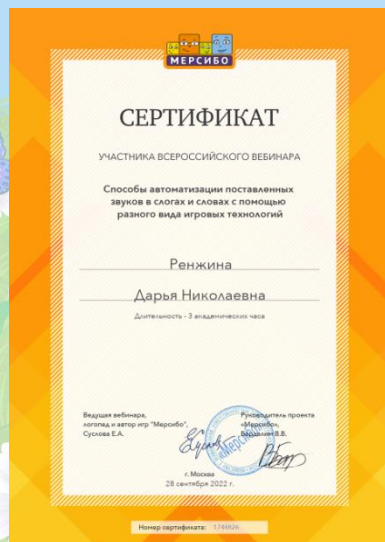 МЕРСИБО
СЕРТИФИКАТ
УЧАСТНИКА ВСЕРОССИЙСКОГО ВЕБИНАРА
Способы автоматизации поставленных
звуков в слогах и словах с помощью
разного вида игровых технологий
Ренжина
Дарья Николаевна
Длительность - 3 академических часа
Ведущая вебинара,
логопед и автор игр "Мерсибо",
Суслова Е.А.
Руководитель проекта
«Мерсибо»,
В.В.
г. Москва
28 сентября 2022 г.
Номер сертификата: